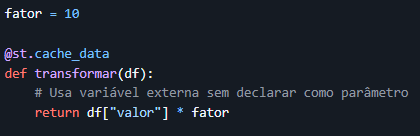 fator = 10
@st.cache_data
def transformar(df):
    # Usa variável externa sem declarar como parâmetro
    return df["valor"] * fator